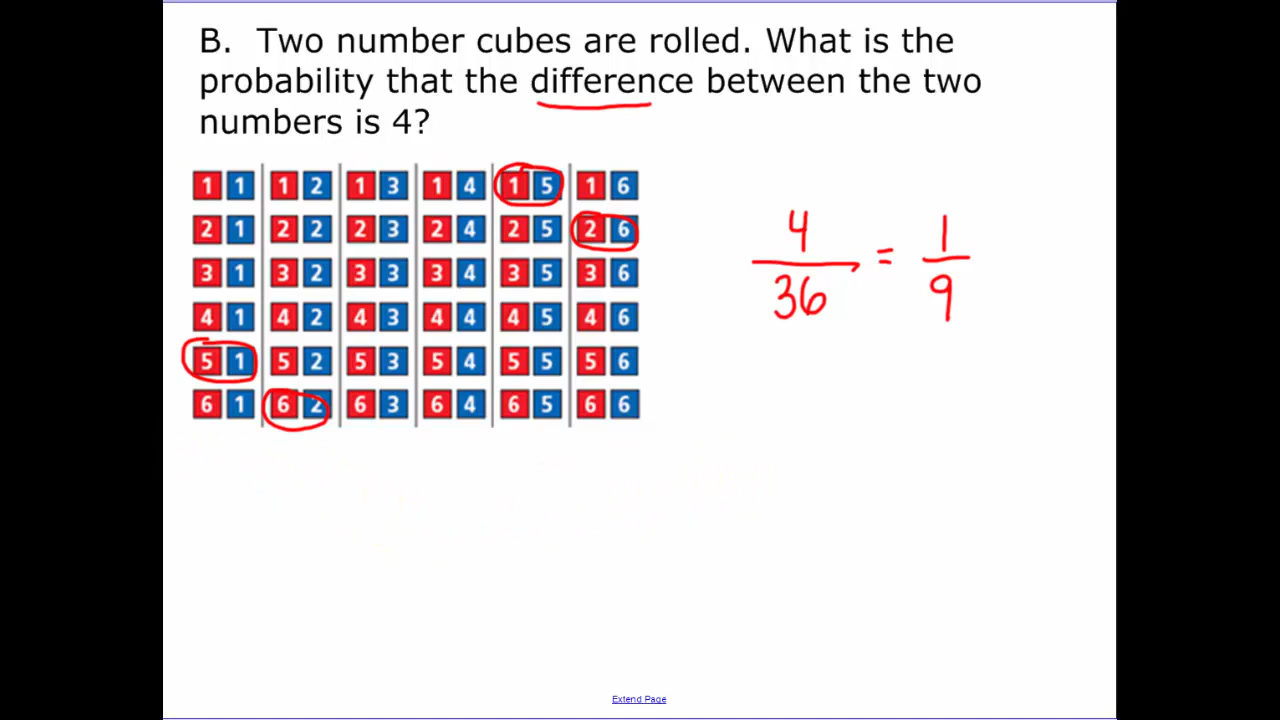 B. Two number cubes are rolled. What is the
probability that the difference between the two
numbers is 4?
1 1 1 2 1 3 1 4 1 5 1 6
2 1 2 2 2 3 2 4 2 5 2 6
3 1 3 2 3 3 3 4 3 5 3 6
4 1 4 2 4 3 4 4 4 5 4 6
5 1 5 2 5 3 5 4 5 5 5 6
6 1 6 2 6 3 6 4 6 5 6 6
4/36 = 1/9
Extend Page